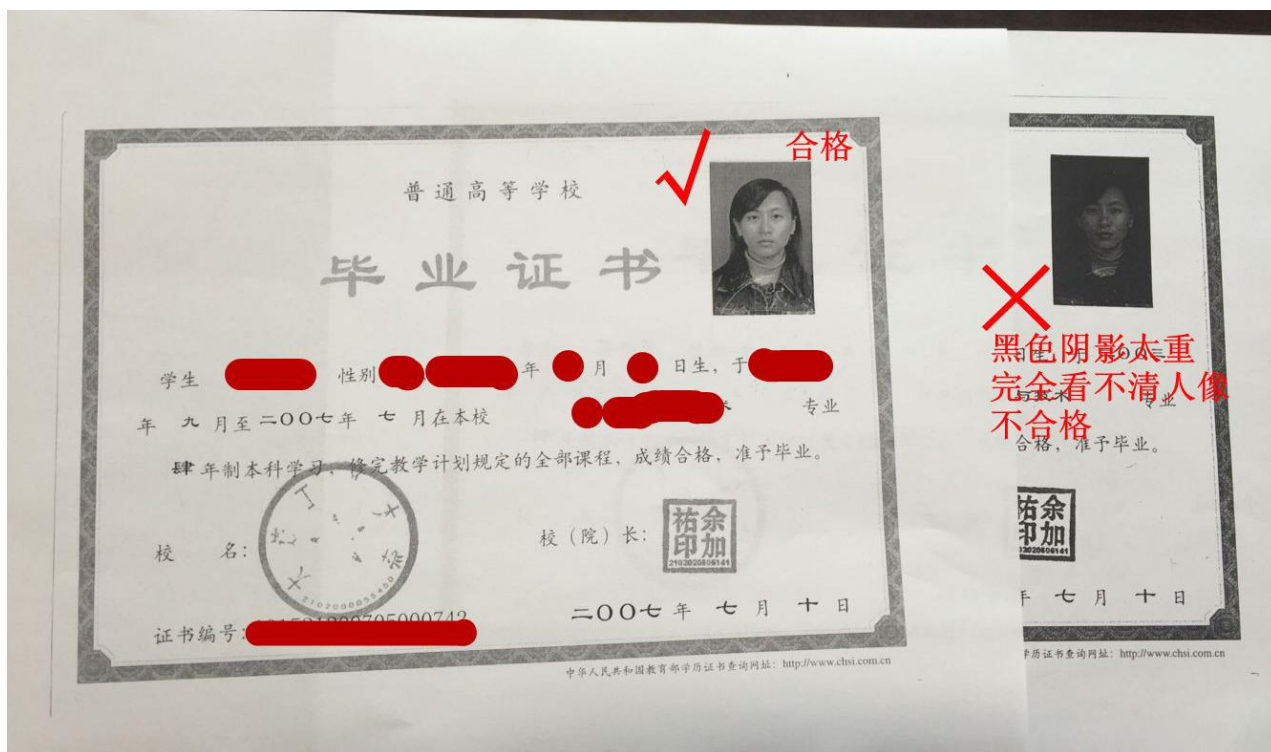 合格
普通高等学校
毕业证书
学生 性别 年 月 日生，于
年 九 月至 二〇〇七 年 七 月在本校 专业
肆 年制本科学习，修完教学计划规定的全部课程，成绩合格，准予毕业。
校 名：
校（院）长：
祐余
印加
二〇〇七 年 七 月 十 日
证书编号：
中华人民共和国教育部学历证书查询网址：http://www.chsi.com.cn
黑色阴影太重
完全看不清人像
不合格
专业
合格，准予毕业。
祐余
印加
七 月 十 日
学历证书查询网址：http://www.chsi.com.cn